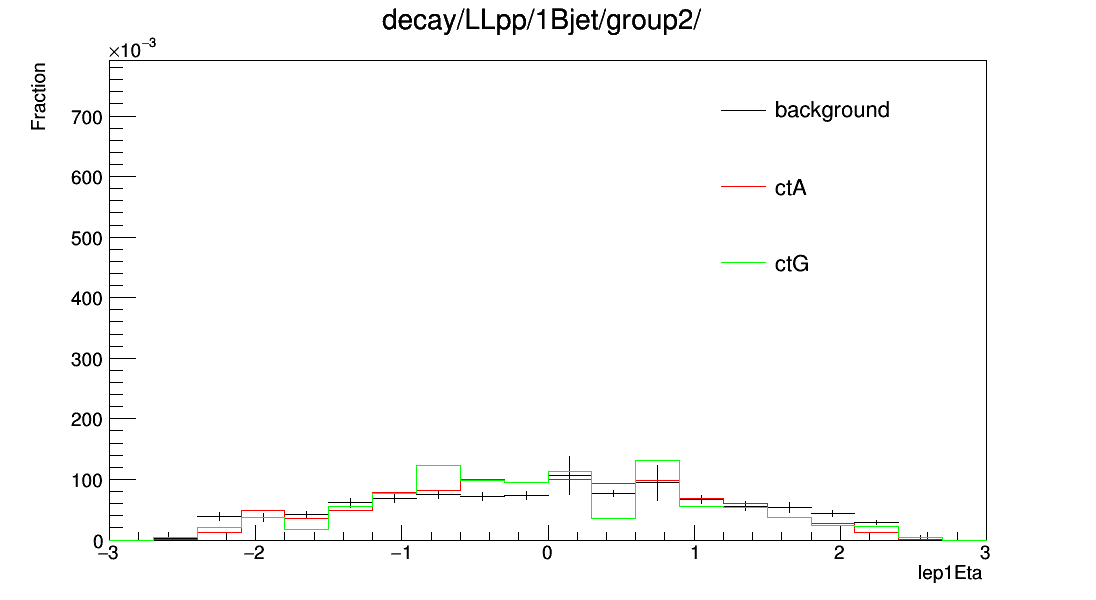 decay/LLpp/1Bjet/group2/
×10⁻³
Fraction
background
ctA
ctG
700
600
500
400
300
200
100
0
−3
−2
−1
0
1
2
3
lep1Eta